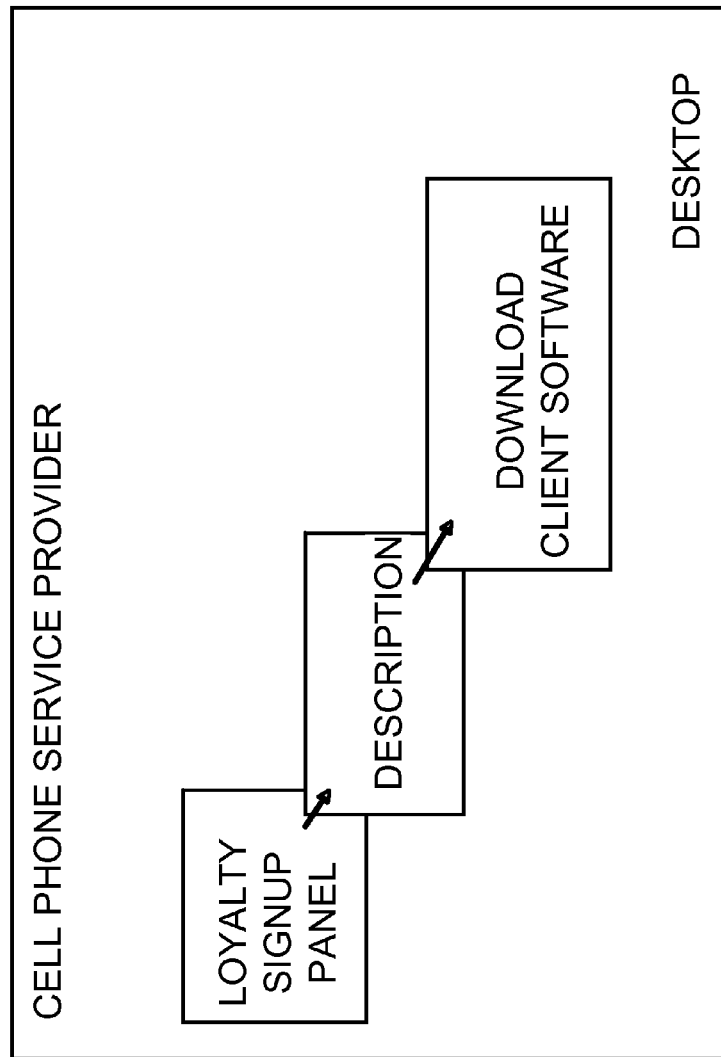 CELL PHONE SERVICE PROVIDER
LOYALTY
SIGNUP
PANEL
DESCRIPTION
DOWNLOAD
CLIENT SOFTWARE
DESKTOP